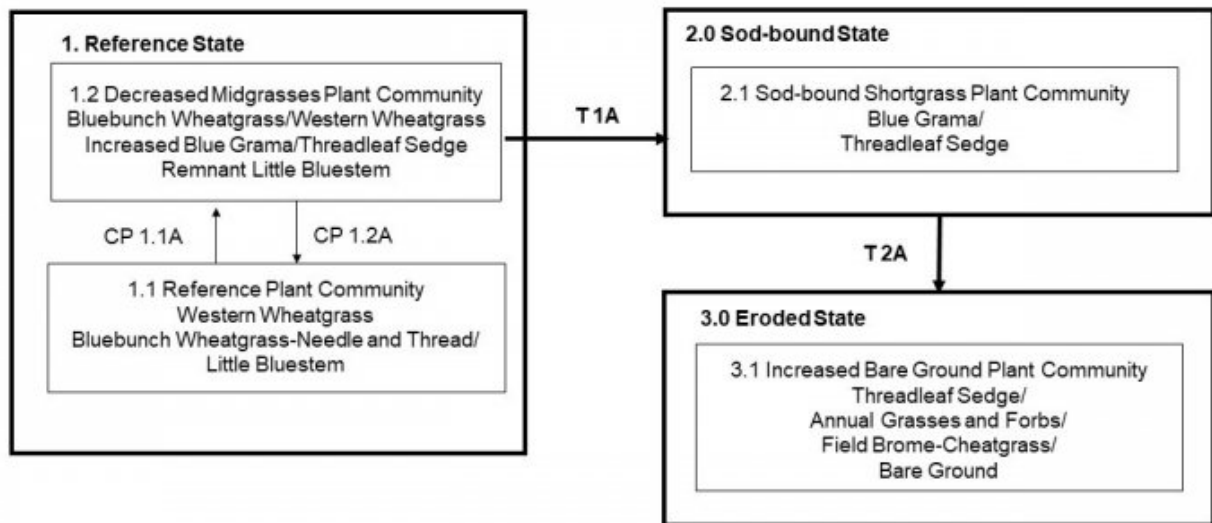 1. Reference State
1.2 Decreased Midgrasses Plant Community
Bluebunch Wheatgrass/Western Wheatgrass
Increased Blue Grama/Threadleaf Sedge
Remnant Little Bluestem
CP 1.1A
CP 1.2A
1.1 Reference Plant Community
Western Wheatgrass
Bluebunch Wheatgrass-Needle and Thread/
Little Bluestem
T 1A
2.0 Sod-bound State
2.1 Sod-bound Shortgrass Plant Community
Blue Grama/
Threadleaf Sedge
T 2A
3.0 Eroded State
3.1 Increased Bare Ground Plant Community
Threadleaf Sedge/
Annual Grasses and Forbs/
Field Brome-Cheatgrass/
Bare Ground